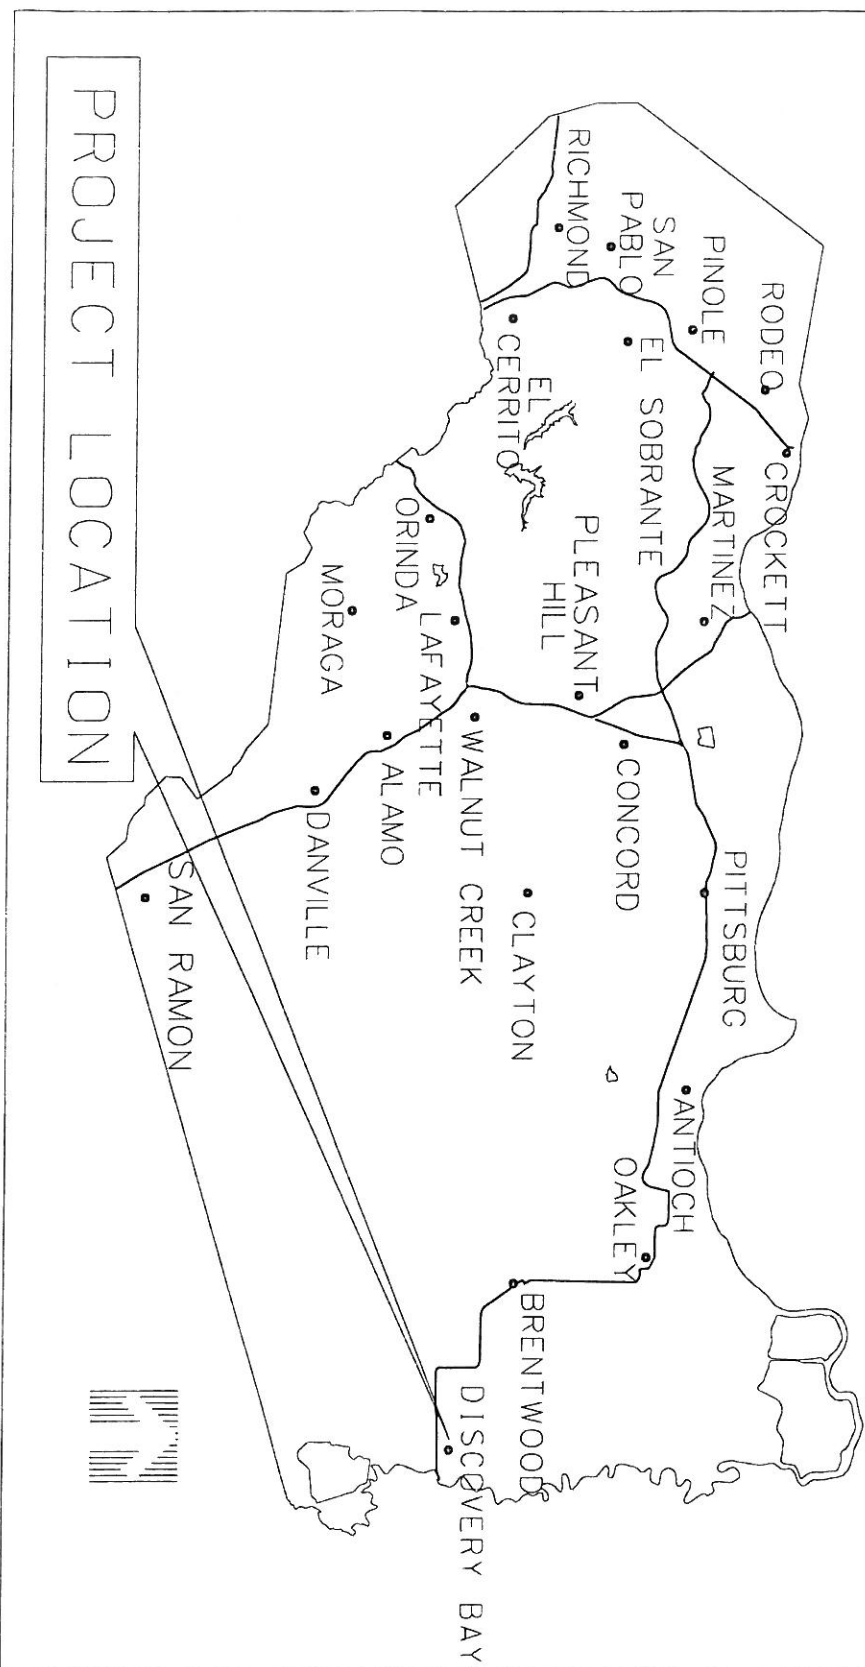 RODEO
CROCKETT
PINOLE
MARTINEZ
PITTSBURG
ANTIOCH
SAN
PABLO
EL SOBRANTE
RICHMOND
PLEASANT
HILL
CONCORD
OAKLEY
EL
CERRITO
CLAYTON
BRENTWOOD
WALNUT CREEK
LAFAYETTE
ORINDA
DISCOVERY BAY
ALAMO
MORAGA
DANVILLE
SAN RAMON
PROJECT LOCATION